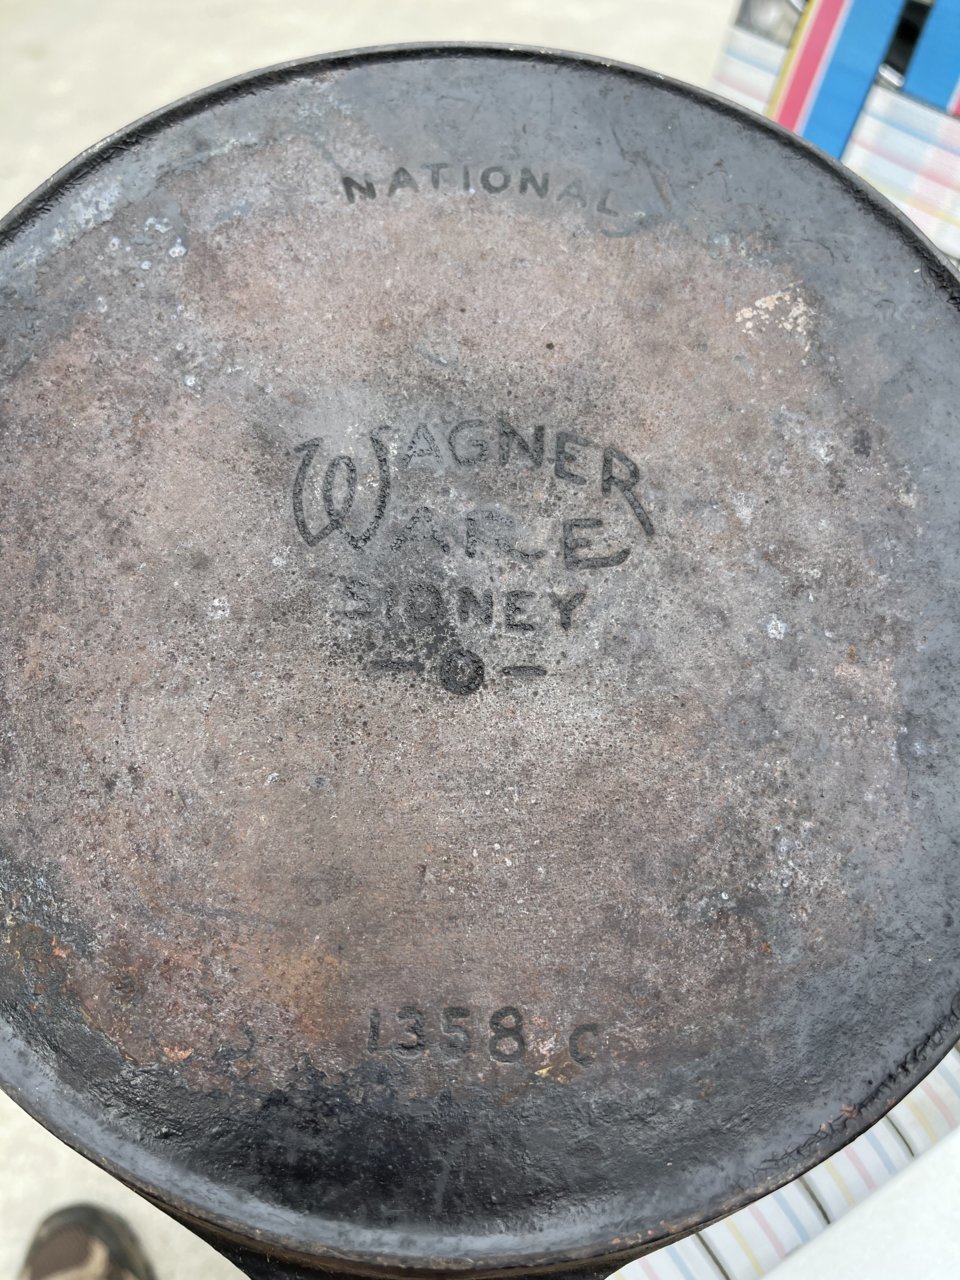 NATIONAL
WAGNER
WARE
SIDNEY
-O-
1358 C